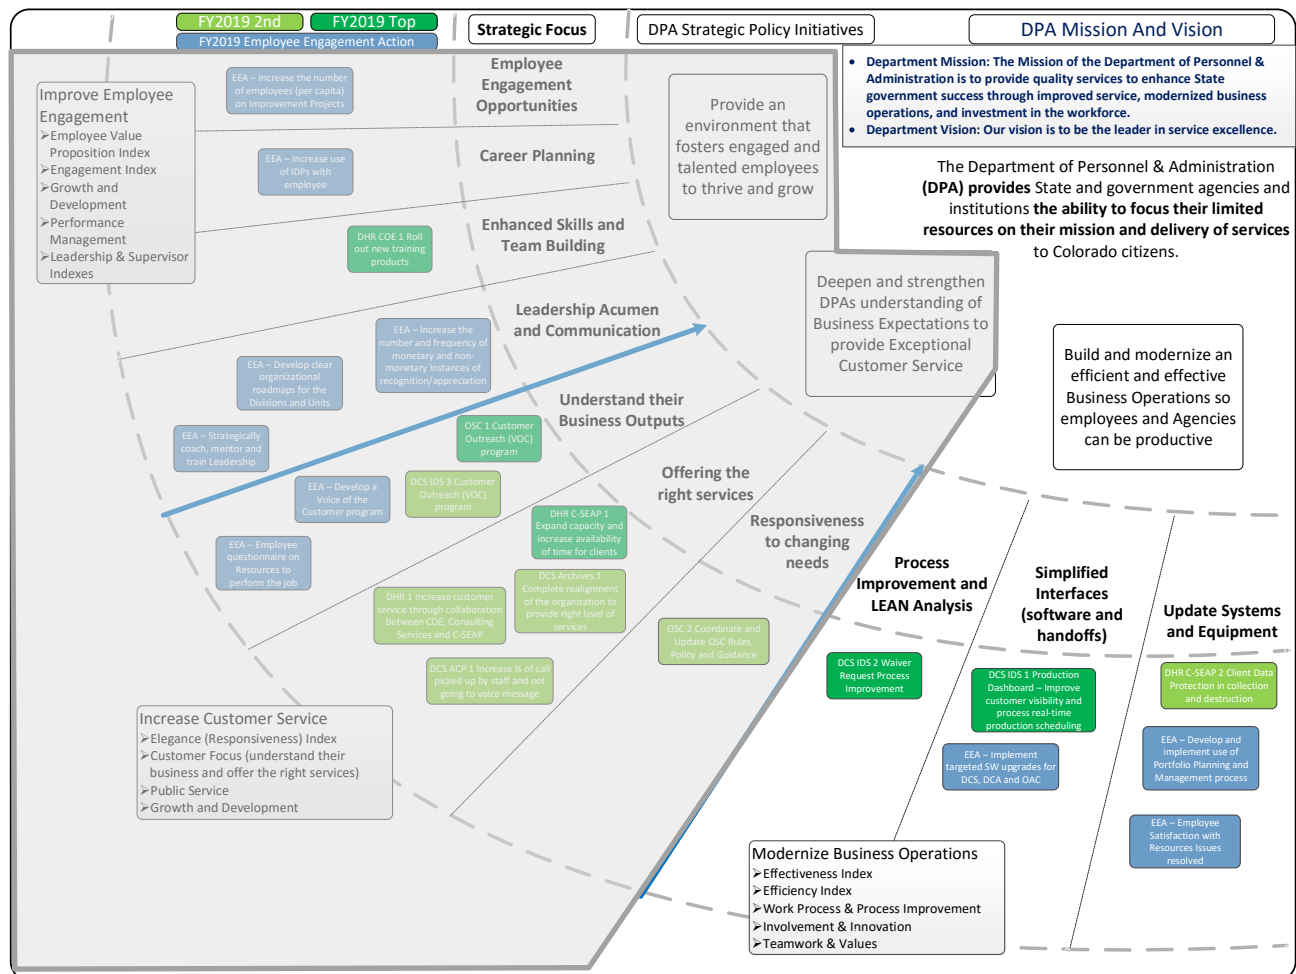 FY2019 2nd
FY2019 Top
FY2019 Employee Engagement Action
Strategic Focus
DPA Strategic Policy Initiatives
DPA Mission And Vision
• Department Mission: The Mission of the Department of Personnel &
Administration is to provide quality services to enhance State
government success through improved service, modernized business
operations, and investment in the workforce.
• Department Vision: Our vision is to be the leader in service excellence.
The Department of Personnel & Administration
(DPA) provides State and government agencies and
institutions the ability to focus their limited
resources on their mission and delivery of services
to Colorado citizens.
Improve Employee
Engagement
➢Employee Value
Proposition Index
➢Engagement Index
➢Growth and
Development
➢Performance
Management
➢Leadership & Supervisor
Indexes
EEA – Increase the number
of employees (per capita)
on Improvement Projects
Employee
Engagement
Opportunities
Provide an
environment that
fosters engaged and
talented employees
to thrive and grow
EEA – Increase use
of IDPs with
employee
Career Planning
DHR COE 1 Roll
out new training
products
Enhanced Skills and
Team Building
Deepen and strengthen
DPAs understanding of
Business Expectations to
provide Exceptional
Customer Service
Leadership Acumen
and Communication
EEA – Increase the
number and frequency of
monetary and non-
monetary instances of
recognition/appreciation
EEA – Develop clear
organizational
roadmaps for the
Divisions and Units
Build and modernize an
efficient and effective
Business Operations so
employees and Agencies
can be productive
EEA – Strategically
coach, mentor and
train Leadership
Understand their
Business Outputs
OSC 1 Customer
Outreach (VOC)
program
EEA – Develop a
Voice of the
Customer program
DCS IDS 3 Customer
Outreach (VOC)
program
Offering the
right services
EEA – Employee
questionnaire on
Resources to
perform the job
DHR C-SEAP 1
Expand capacity and
increase availability
of time for clients
Responsiveness
to changing
needs
DHR 1 Increase customer
service through collaboration
between COE, Consulting
Services and C-SEAP
DCS Archives 1
Complete realignment
of the organization to
provide right level of
services
OSC 2 Coordinate and
Update OSC Rules,
Policy and Guidance
DCS ACP 1 Increase % of call
picked up by staff and not
going to voice message
Process
Improvement and
LEAN Analysis
Simplified
Interfaces
(software and
handoffs)
Update Systems
and Equipment
DCS IDS 2 Waiver
Request Process
Improvement
DCS IDS 1 Production
Dashboard – Improve
customer visibility and
process real-time
production scheduling
DHR C-SEAP 2 Client Data
Protection in collection
and destruction
EEA – Implement
targeted SW upgrades for
DCS, DCA and OAC
EEA – Develop and
implement use of
Portfolio Planning and
Management process
EEA – Employee
Satisfaction with
Resources Issues
resolved
Increase Customer Service
➢Elegance (Responsiveness) Index
➢Customer Focus (understand their
business and offer the right services)
➢Public Service
➢Growth and Development
Modernize Business Operations
➢Effectiveness Index
➢Efficiency Index
➢Work Process & Process Improvement
➢Involvement & Innovation
➢Teamwork & Values